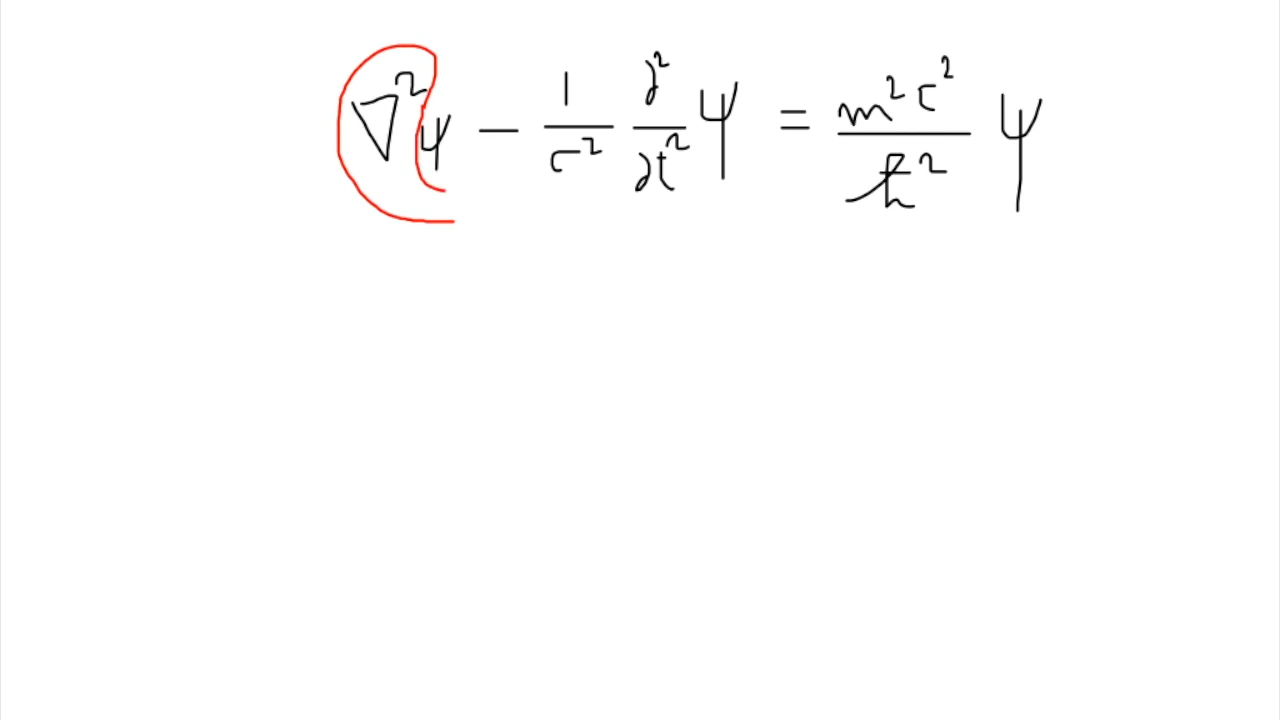 ∇²ψ − 1/c² ∂²/∂t² ψ = m²c²/ħ² ψ